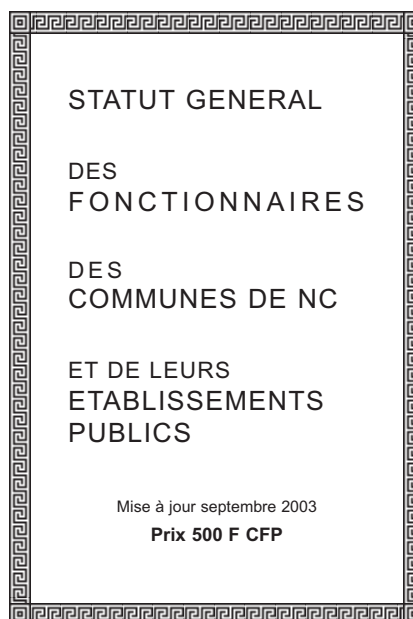 STATUT GENERAL
DES
FONCTIONNAIRES
DES
COMMUNES DE NC
ET DE LEURS
ETABLISSEMENTS
PUBLICS
Mise à jour septembre 2003
Prix 500 F CFP